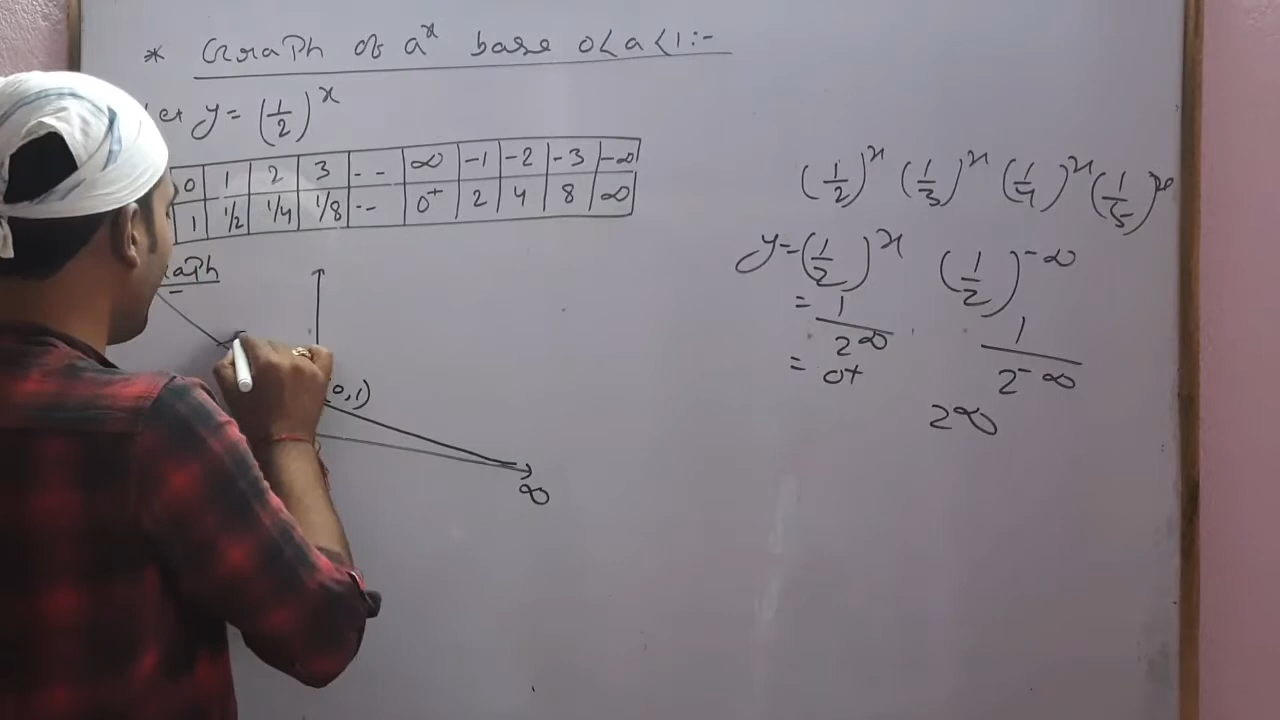 * Graph of aˣ base 0<a<1:-
y = (1/2)ˣ
0 1 2 3 -- ∞ -1 -2 -3 -∞
1 1/2 1/4 1/8 -- 0⁺ 2 4 8 ∞
(0,1)
∞
(1/2)ˣ (1/3)ˣ (1/4)ˣ (1/5)ˣ
y=(1/2)ˣ (1/2)^-∞
= 1/2^∞ 1/2^-∞
= 0+
2^∞